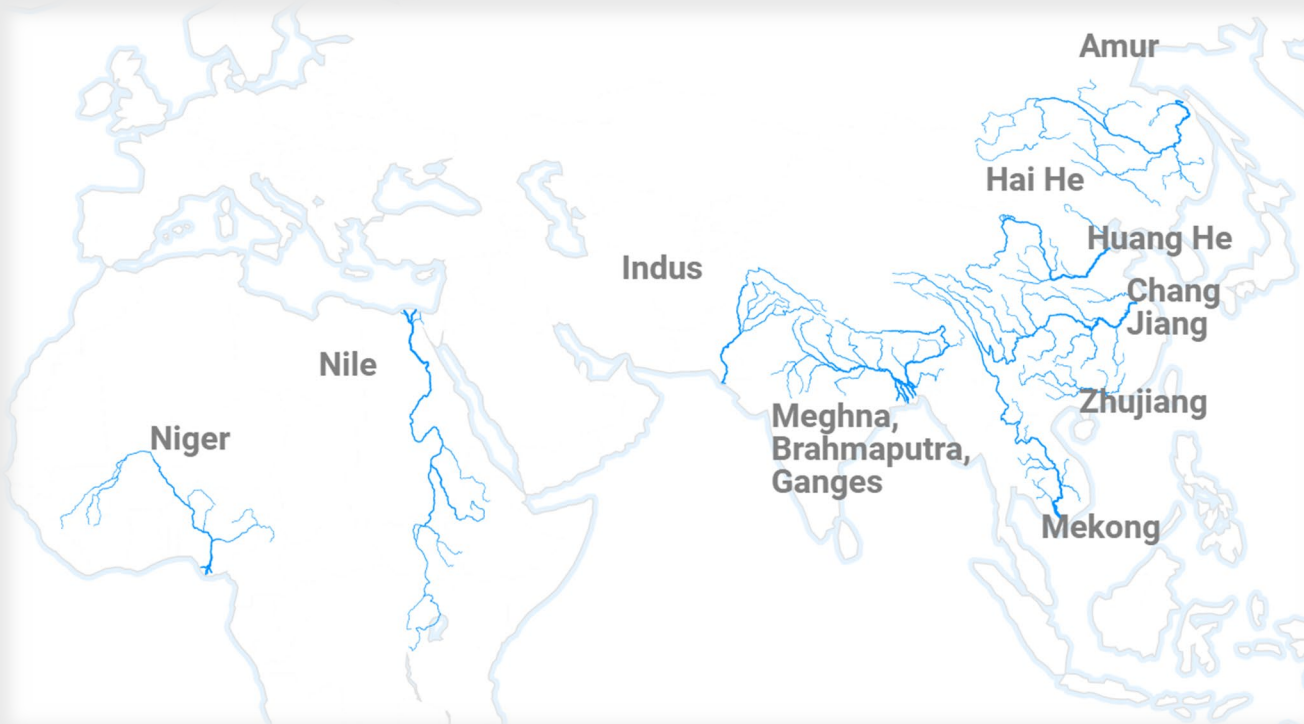 Amur
Hai He
Huang He
Indus
Chang
Jiang
Nile
Zhujiang
Meghna,
Brahmaputra,
Ganges
Niger
Mekong